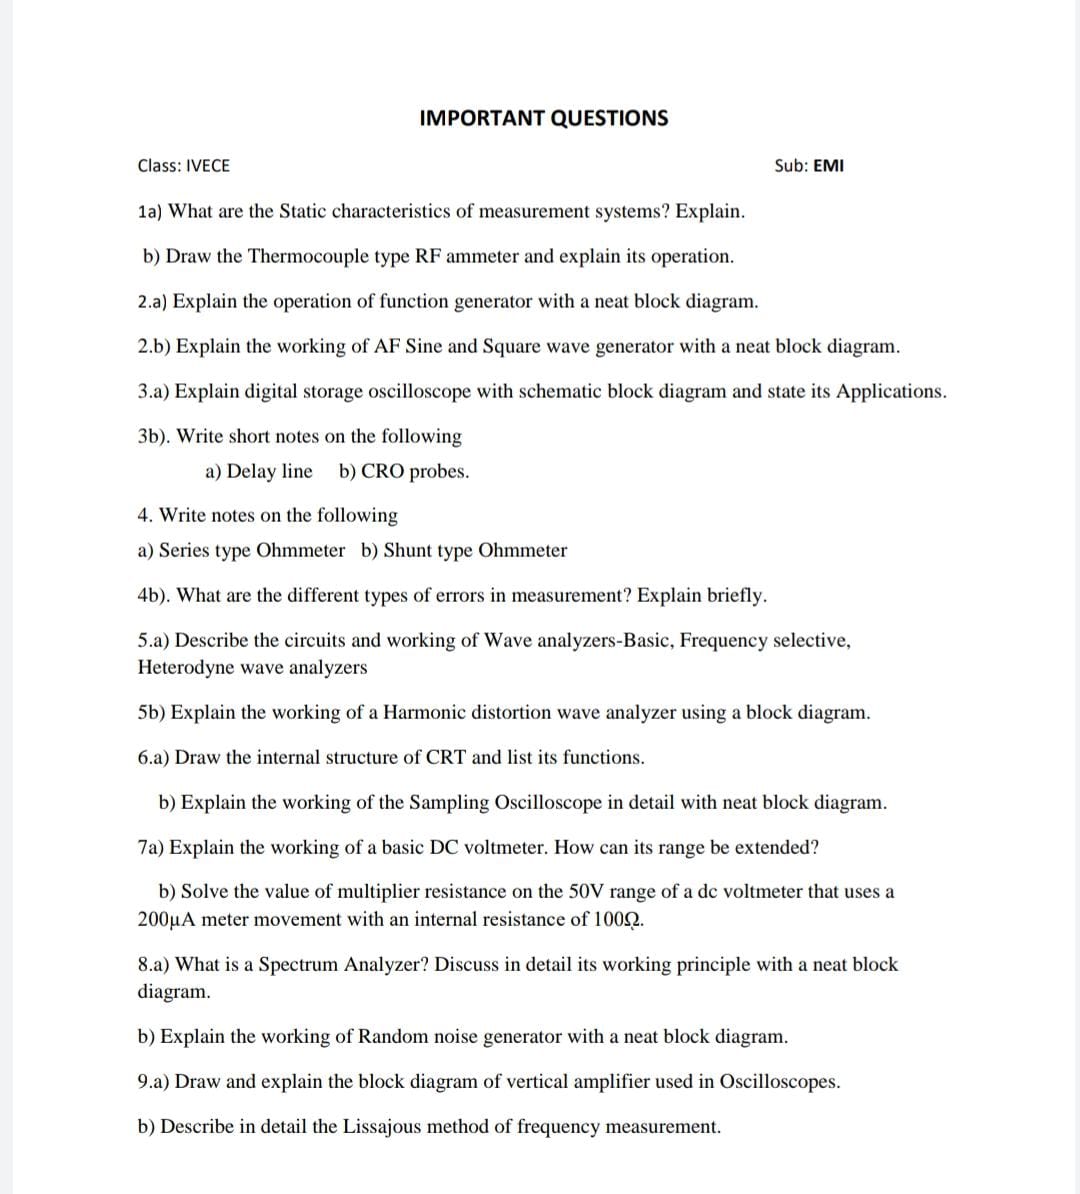 IMPORTANT QUESTIONS
Class: IVECE Sub: EMI
1a) What are the Static characteristics of measurement systems? Explain.
b) Draw the Thermocouple type RF ammeter and explain its operation.
2.a) Explain the operation of function generator with a neat block diagram.
2.b) Explain the working of AF Sine and Square wave generator with a neat block diagram.
3.a) Explain digital storage oscilloscope with schematic block diagram and state its Applications.
3b). Write short notes on the following
a) Delay line b) CRO probes.
4. Write notes on the following
a) Series type Ohmmeter b) Shunt type Ohmmeter
4b). What are the different types of errors in measurement? Explain briefly.
5.a) Describe the circuits and working of Wave analyzers-Basic, Frequency selective,
Heterodyne wave analyzers
5b) Explain the working of a Harmonic distortion wave analyzer using a block diagram.
6.a) Draw the internal structure of CRT and list its functions.
b) Explain the working of the Sampling Oscilloscope in detail with neat block diagram.
7a) Explain the working of a basic DC voltmeter. How can its range be extended?
b) Solve the value of multiplier resistance on the 50V range of a dc voltmeter that uses a
200µA meter movement with an internal resistance of 100Ω.
8.a) What is a Spectrum Analyzer? Discuss in detail its working principle with a neat block
diagram.
b) Explain the working of Random noise generator with a neat block diagram.
9.a) Draw and explain the block diagram of vertical amplifier used in Oscilloscopes.
b) Describe in detail the Lissajous method of frequency measurement.